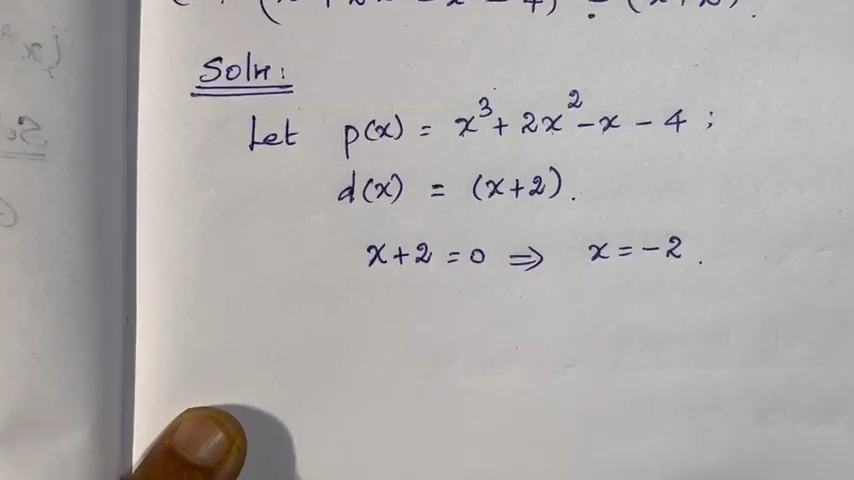 Soln:
Let p(x) = x³ + 2x² - x - 4 ;
d(x) = (x+2).
x+2 = 0 ⇒ x = -2 .